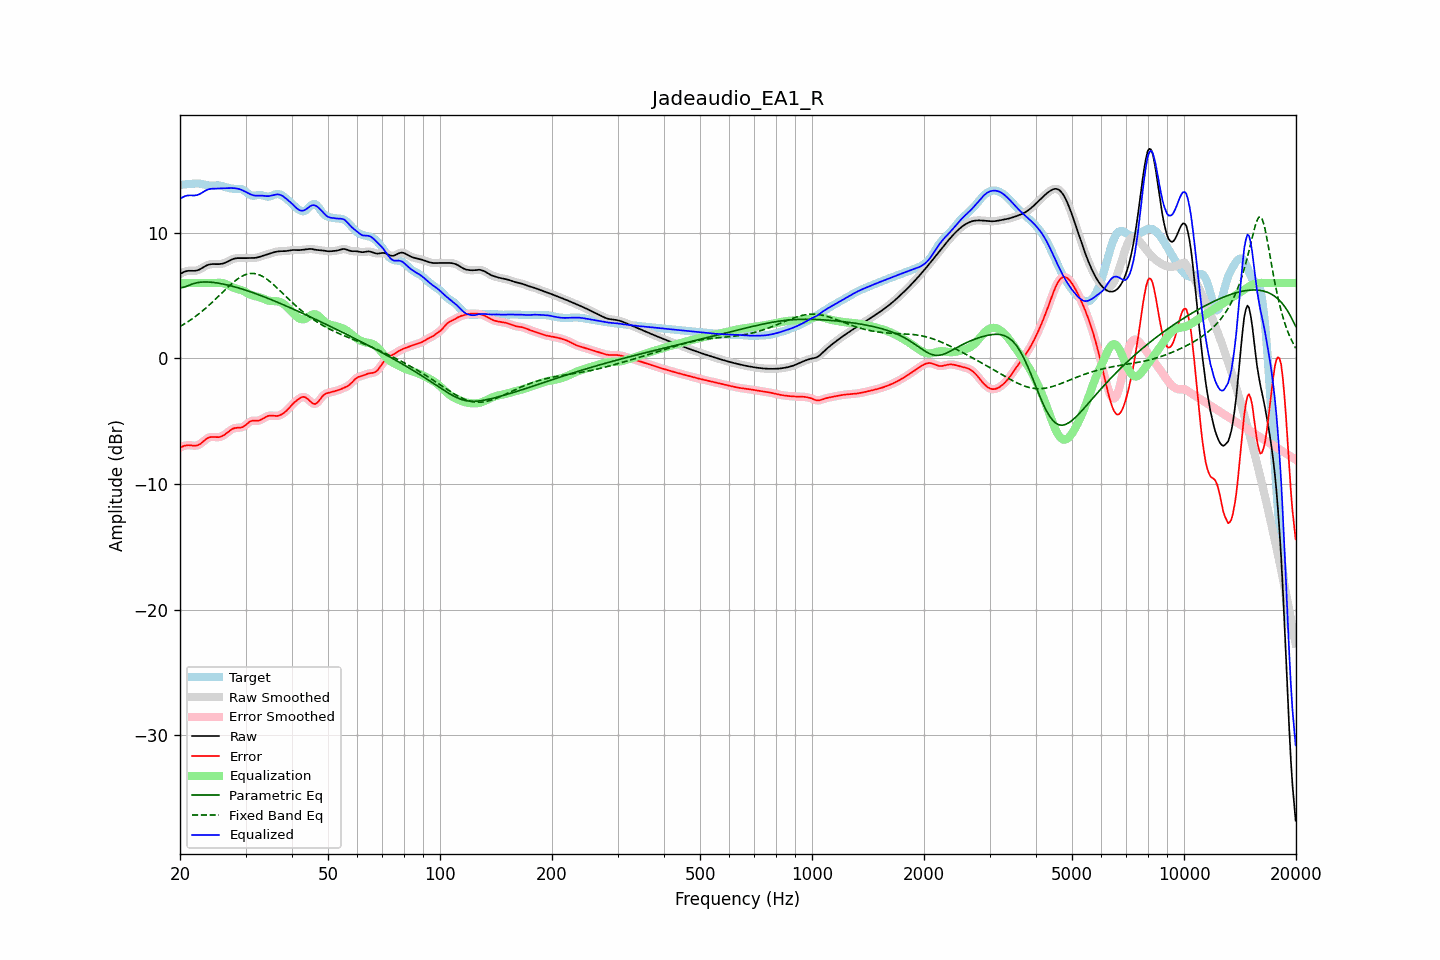 Jadeaudio_EA1_R
Amplitude (dBr)
10
0
−10
−20
−30
Target
Raw Smoothed
Error Smoothed
Raw
Error
Equalization
Parametric Eq
Fixed Band Eq
Equalized
20
50
100
200
500
1000
2000
5000
10000
20000
Frequency (Hz)